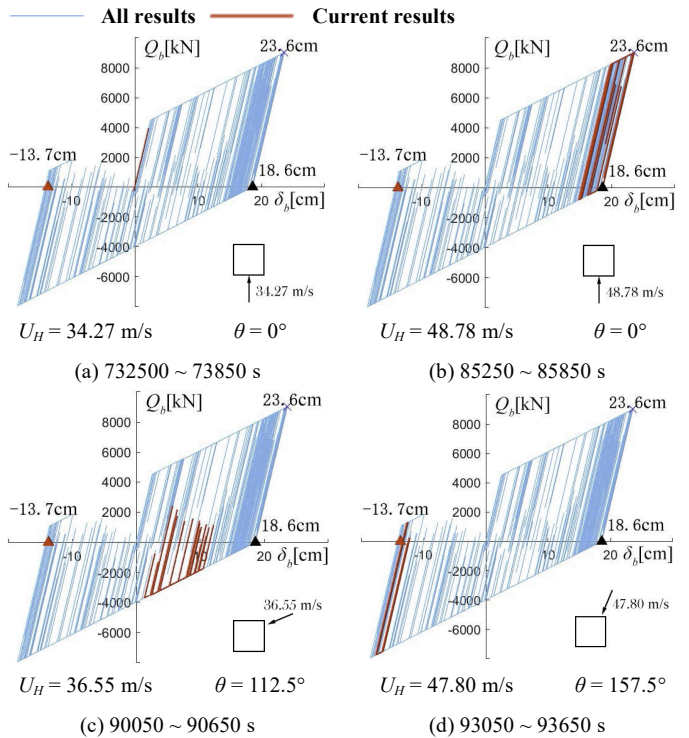 All results Current results
Q_b[kN] 23.6cm
8000
6000
4000
2000
-13.7cm
0 18.6cm
-10 10 20 δ_b[cm]
-2000
-4000
-6000
34.27 m/s
U_H = 34.27 m/s θ = 0°
(a) 732500 ~ 73850 s
Q_b[kN] 23.6cm
8000
6000
4000
2000
-13.7cm
0 18.6cm
-10 10 20 δ_b[cm]
-2000
-4000
-6000
48.78 m/s
U_H = 48.78 m/s θ = 0°
(b) 85250 ~ 85850 s
Q_b[kN] 23.6cm
8000
6000
4000
2000
-13.7cm
0 18.6cm
-10 10 20 δ_b[cm]
-2000
-4000
-6000
36.55 m/s
U_H = 36.55 m/s θ = 112.5°
(c) 90050 ~ 90650 s
Q_b[kN] 23.6cm
8000
6000
4000
2000
-13.7cm
0 18.6cm
-10 10 20 δ_b[cm]
-2000
-4000
-6000
47.80 m/s
U_H = 47.80 m/s θ = 157.5°
(d) 93050 ~ 93650 s